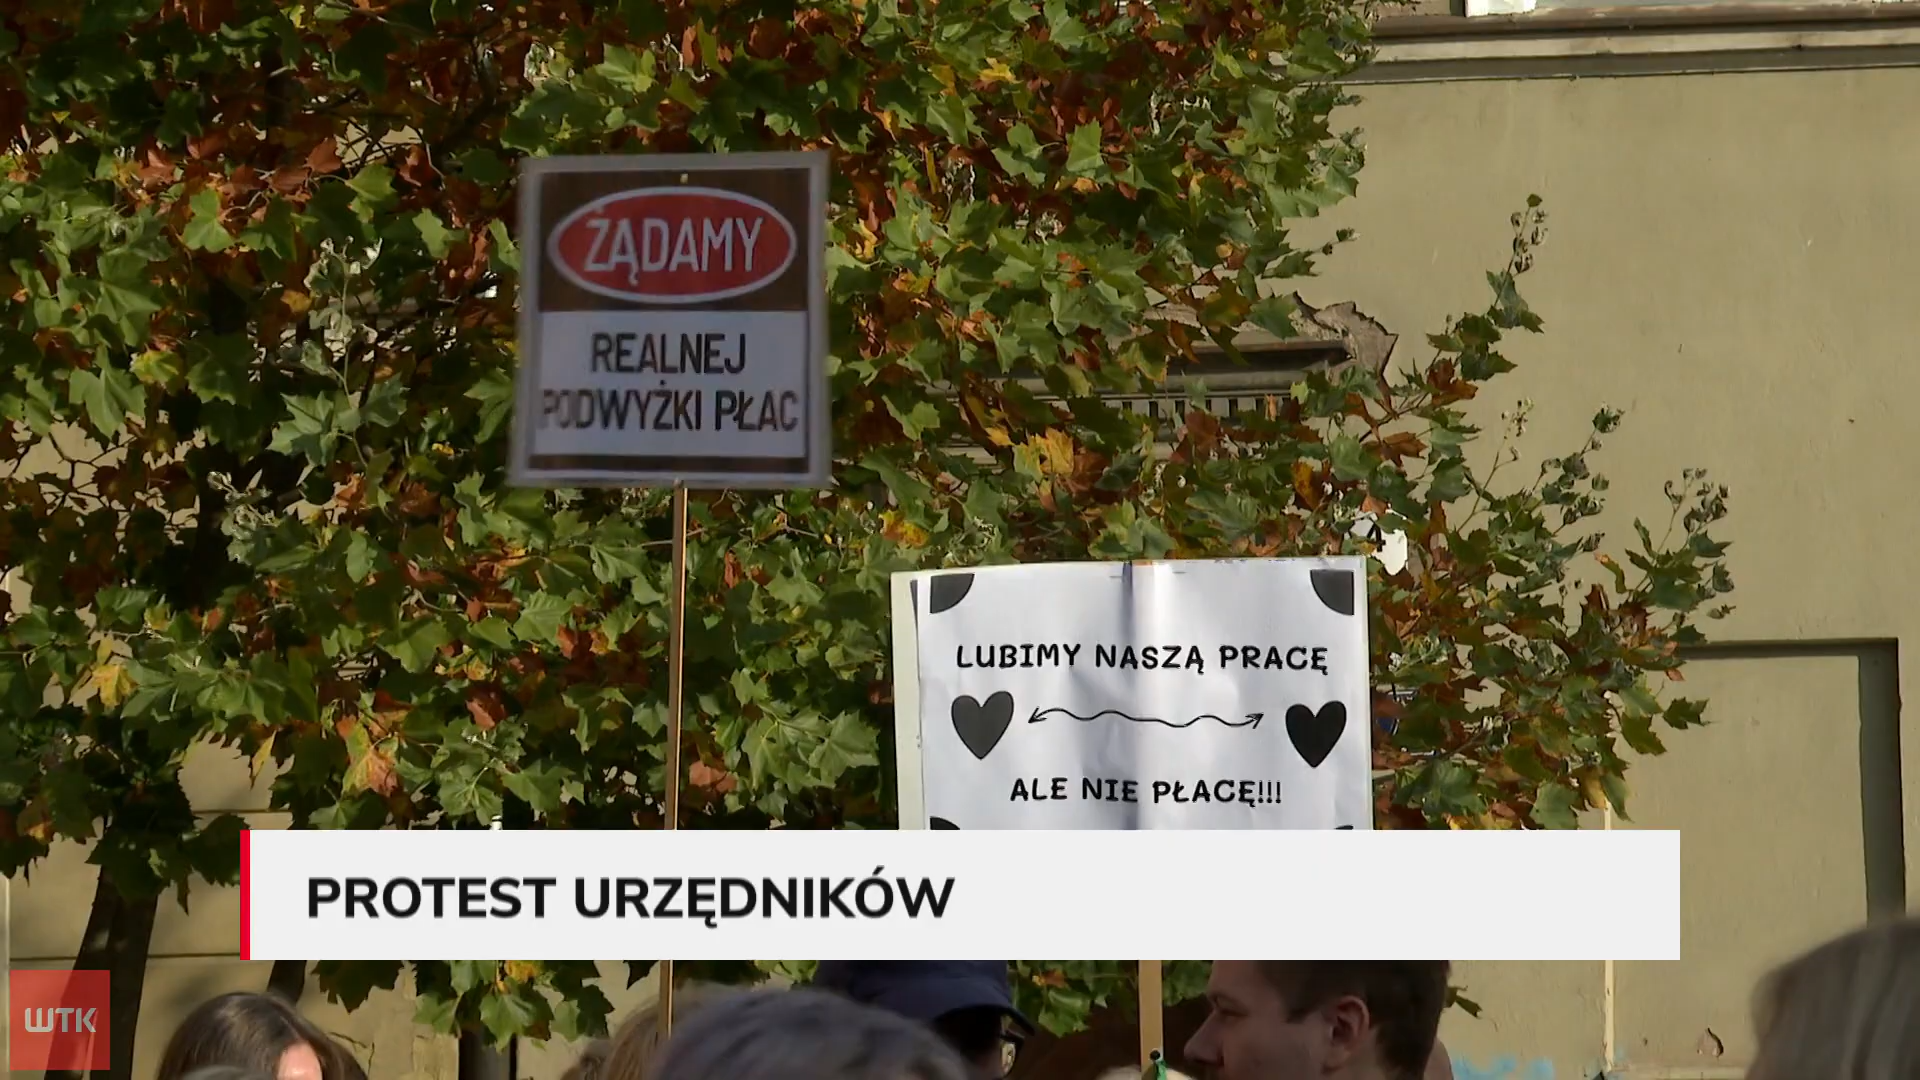 ŻĄDAMY
REALNEJ
PODWYŻKI PŁAC
LUBIMY NASZĄ PRACĘ
ALE NIE PŁACĘ!!!
PROTEST URZĘDNIKÓW
WTK